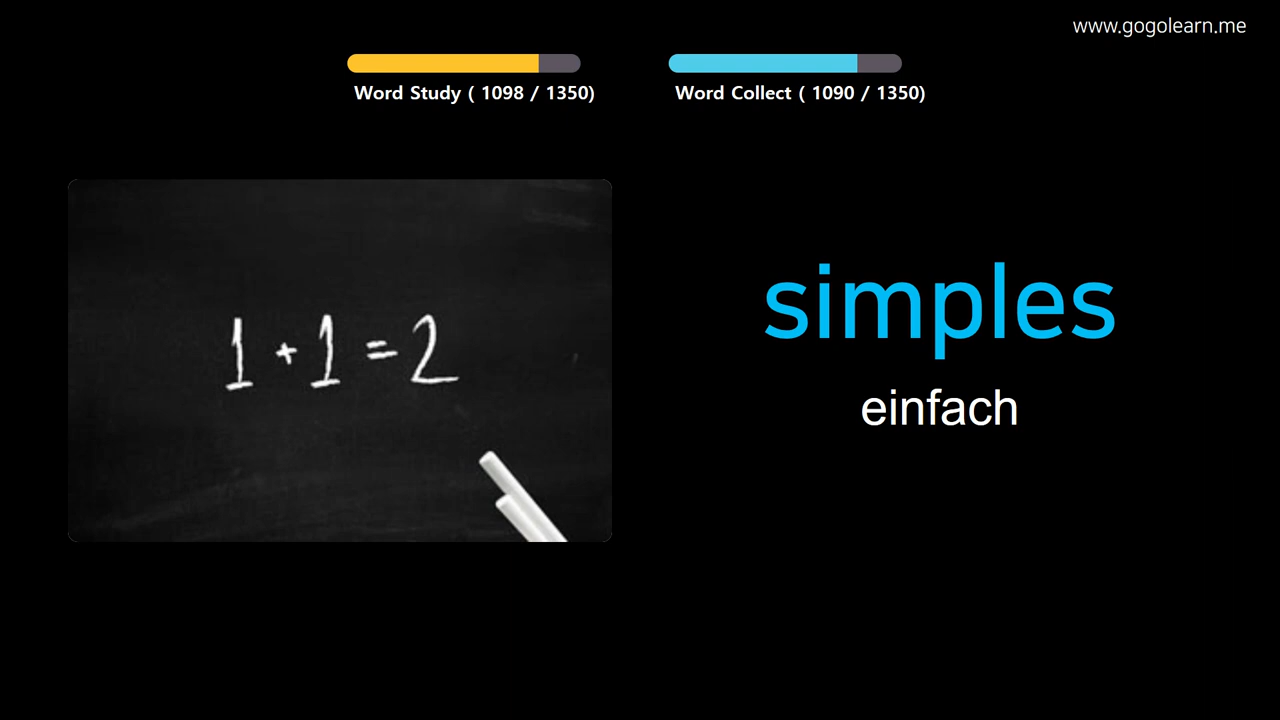 www.gogolearn.me
Word Study ( 1098 / 1350)
Word Collect ( 1090 / 1350)
1 + 1 = 2
simples
einfach